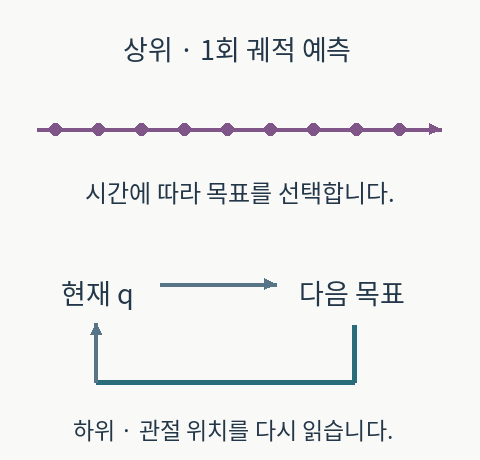 상위 · 1회 궤적 예측
시간에 따라 목표를 선택합니다.
현재 q
다음 목표
하위 · 관절 위치를 다시 읽습니다.